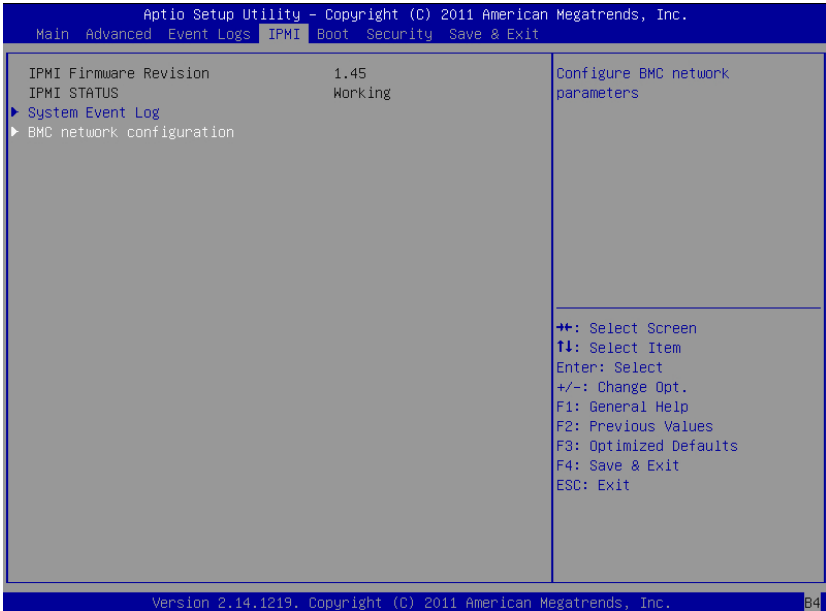 Aptio Setup Utility – Copyright (C) 2011 American Megatrends, Inc.
Main Advanced Event Logs IPMI Boot Security Save & Exit
IPMI Firmware Revision 1.45
IPMI STATUS Working
▶ System Event Log
▶ BMC network configuration
Configure BMC network
parameters
→←: Select Screen
↑↓: Select Item
Enter: Select
+/-: Change Opt.
F1: General Help
F2: Previous Values
F3: Optimized Defaults
F4: Save & Exit
ESC: Exit
Version 2.14.1219. Copyright (C) 2011 American Megatrends, Inc.
B4